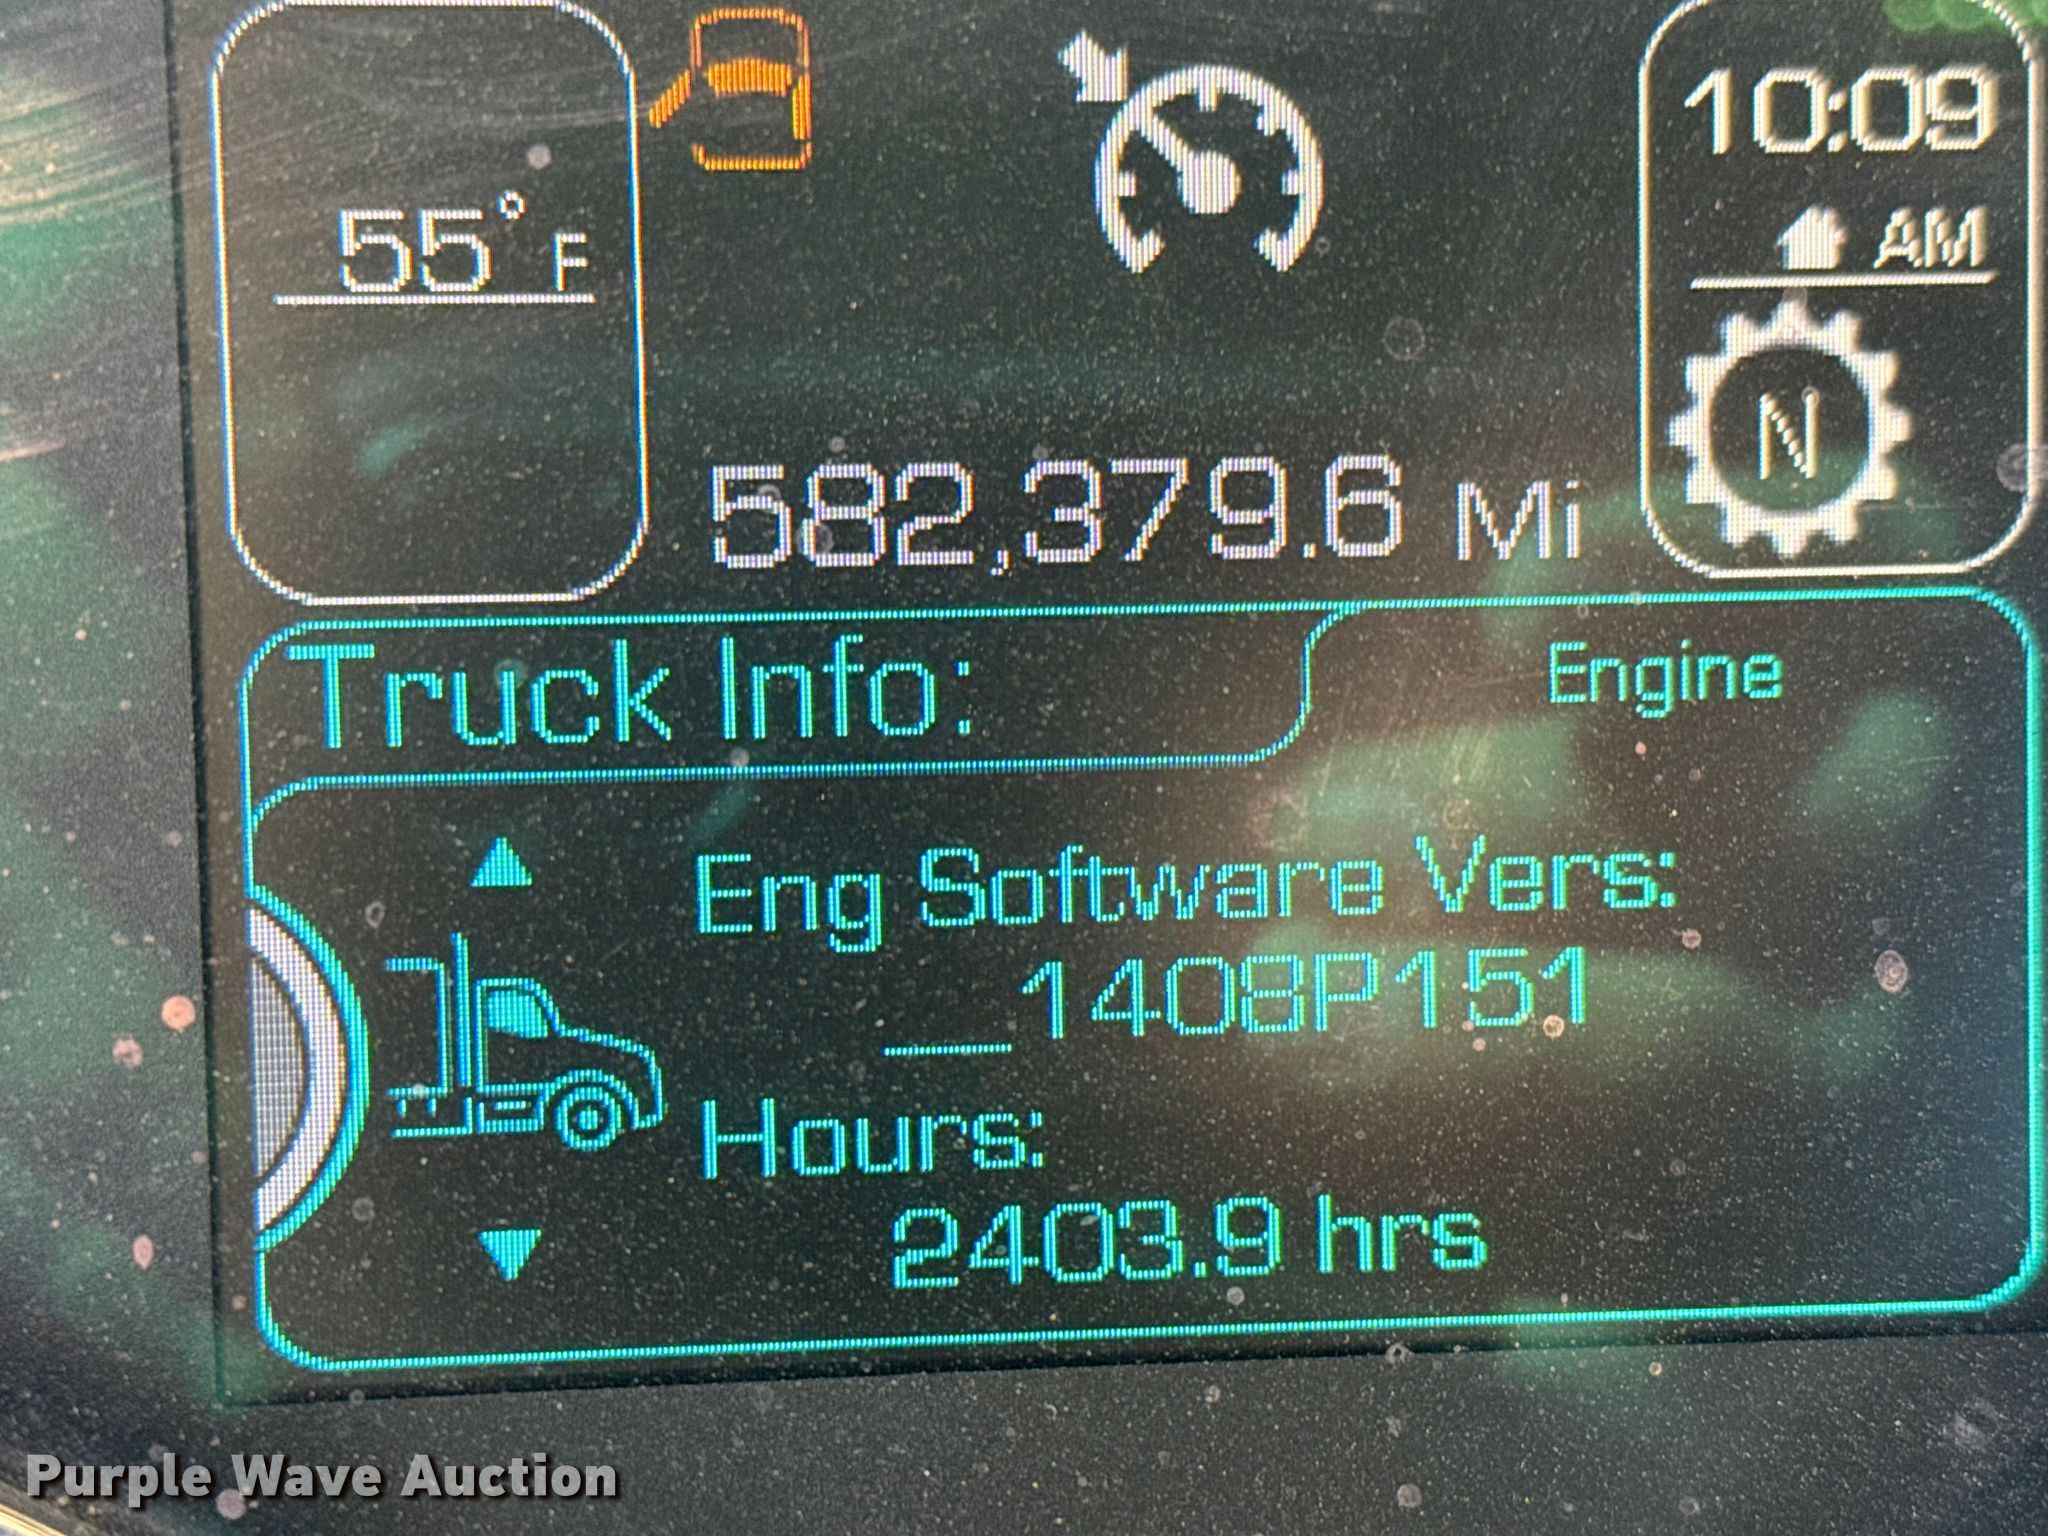 55° F
10:09
AM
N
582,379.6 Mi
Truck Info:
Engine
Eng Software Vers:
__1408P151
Hours:
2403.9 hrs
Purple Wave Auction